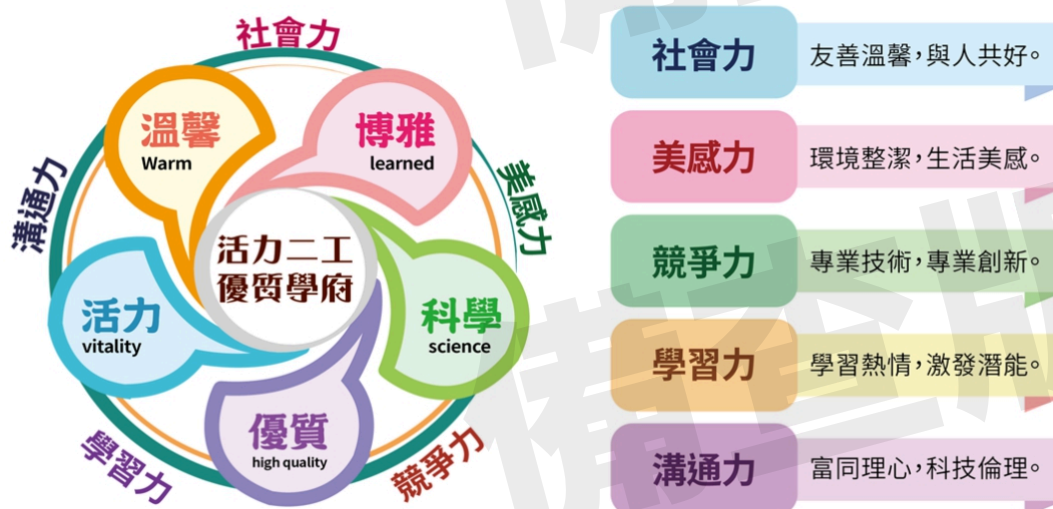 社會力
溫馨
Warm
博雅
learned
溝通力
美感力
活力二工
優質學府
活力
vitality
科學
science
優質
high quality
學習力
競爭力
社會力
友善溫馨，與人共好。
美感力
環境整潔，生活美感。
競爭力
專業技術，專業創新。
學習力
學習熱情，激發潛能。
溝通力
富同理心，科技倫理。
備查版